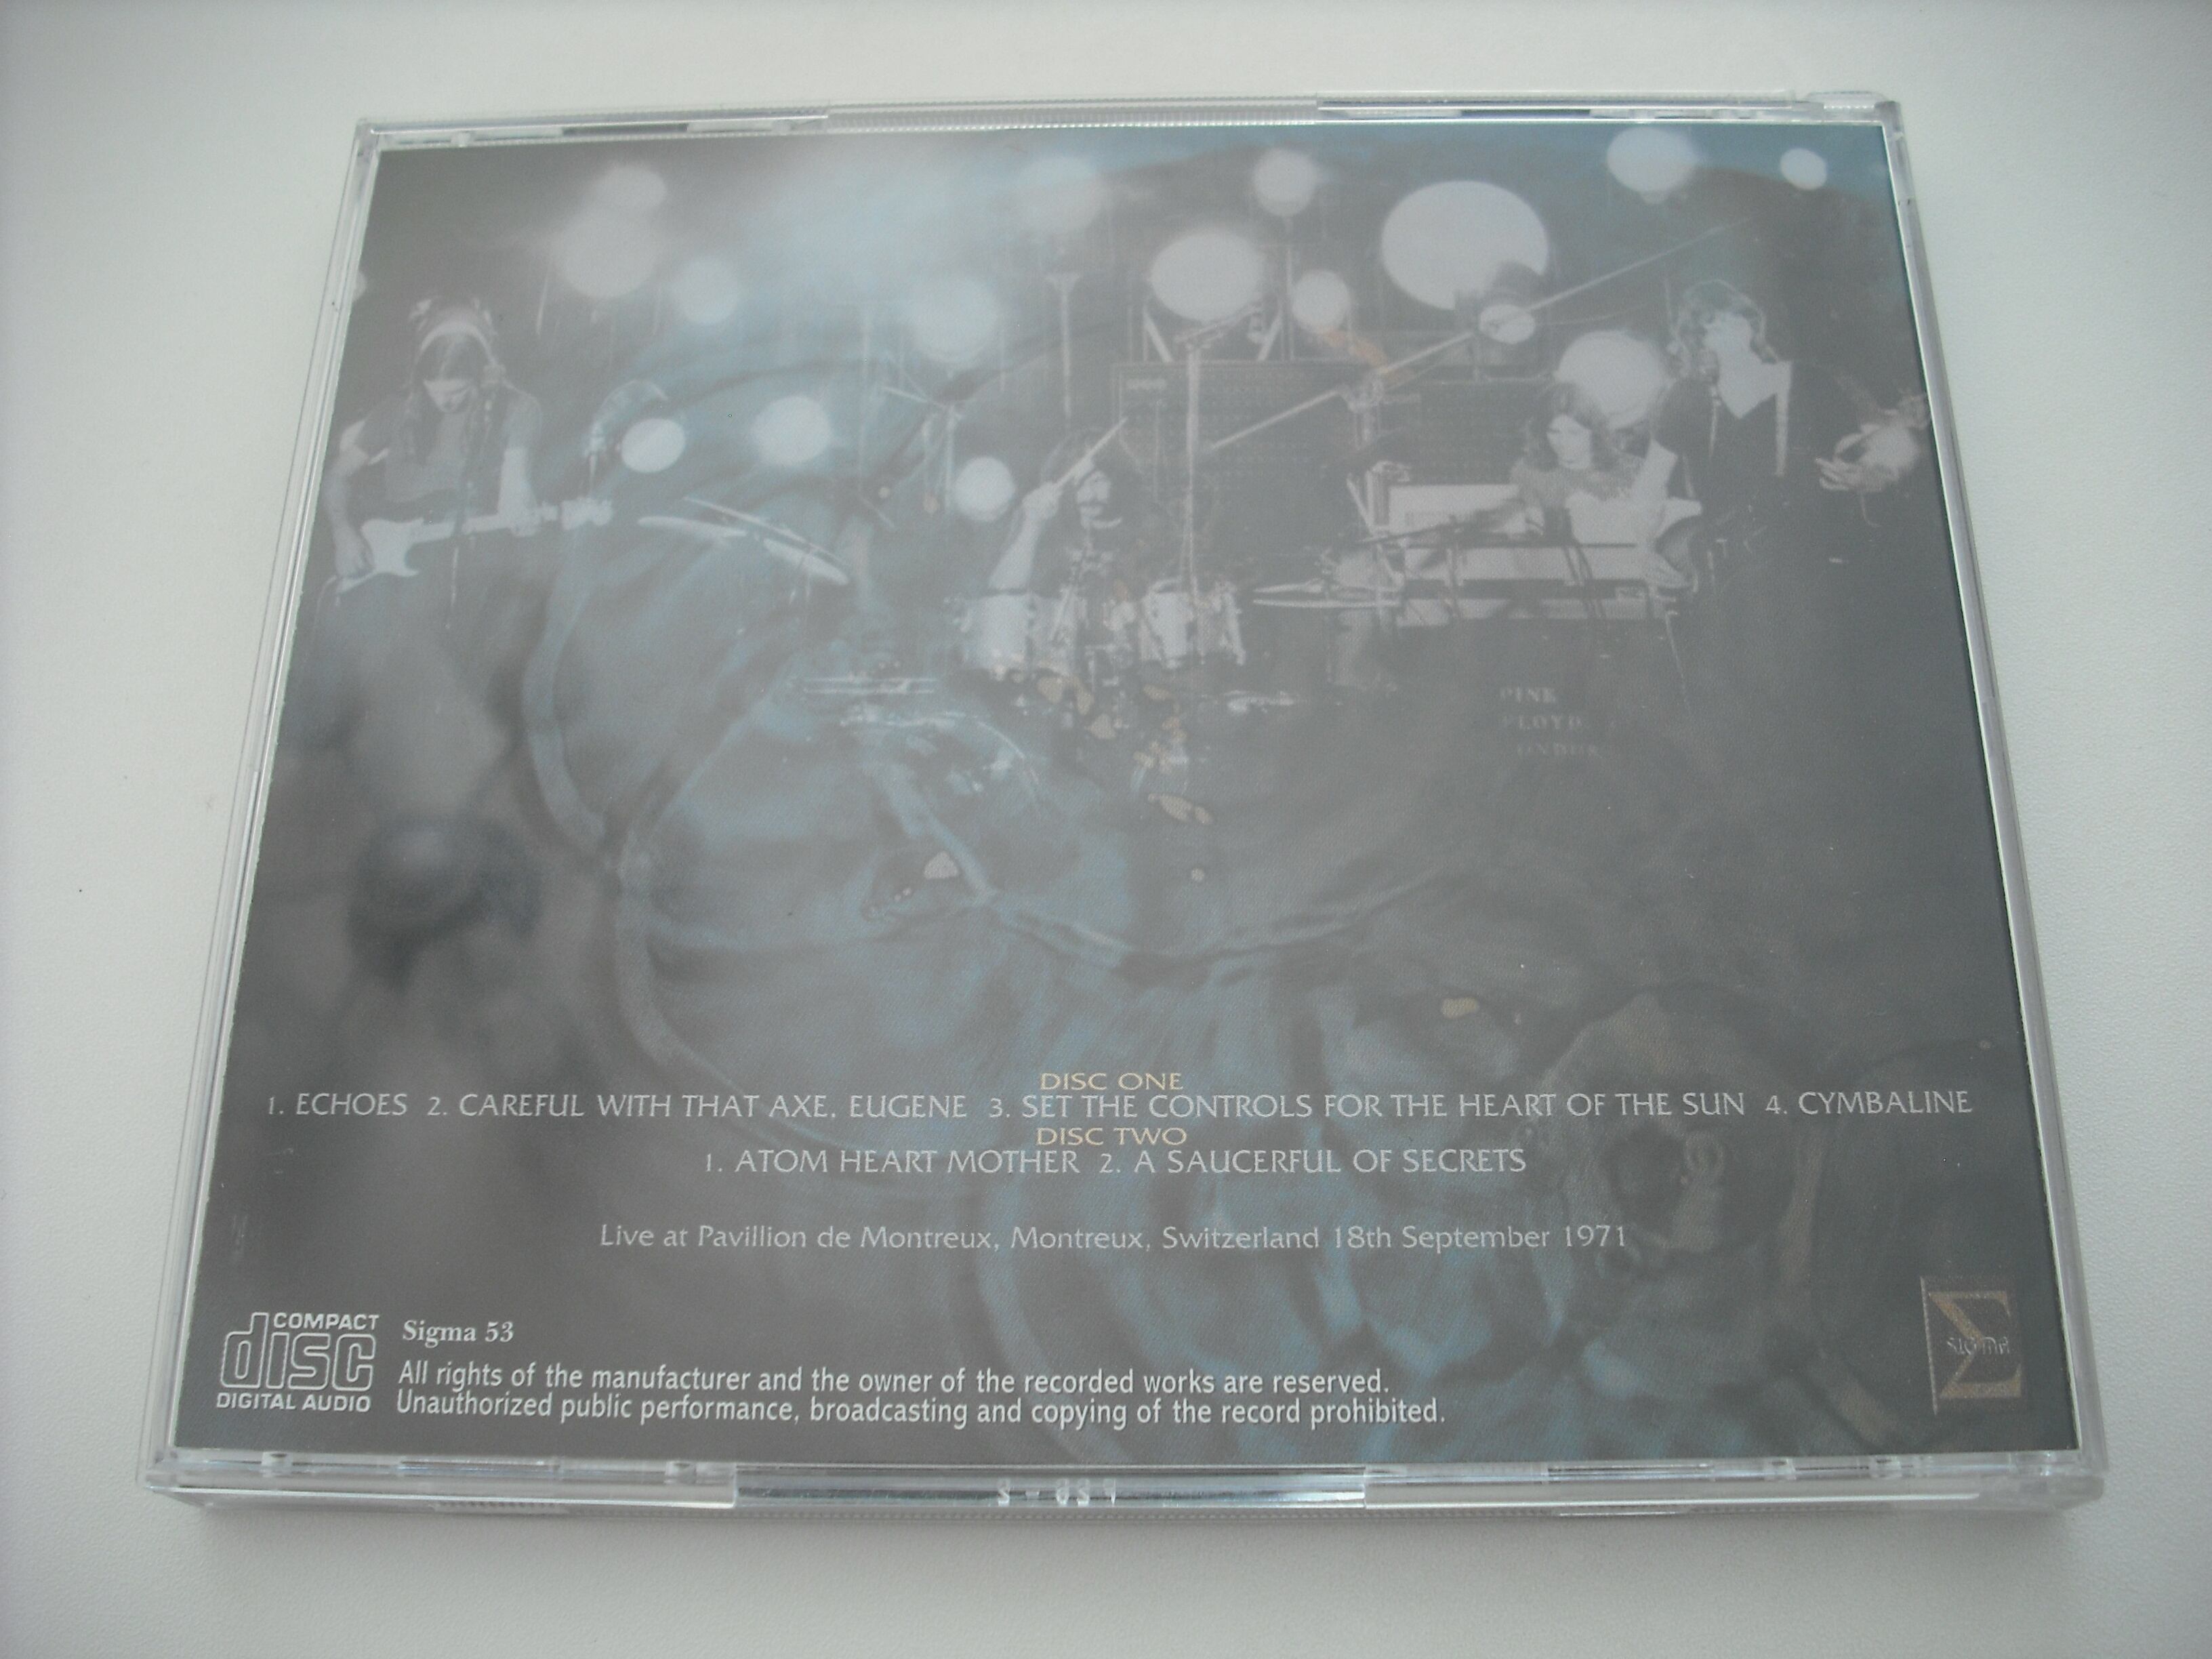 PINK
FLOYD
DISC ONE
1. ECHOES 2. CAREFUL WITH THAT AXE, EUGENE 3. SET THE CONTROLS FOR THE HEART OF THE SUN 4. CYMBALINE
DISC TWO
1. ATOM HEART MOTHER 2. A SAUCERFUL OF SECRETS
Live at Pavillion de Montreux, Montreux, Switzerland 18th September 1971
COMPACT
disc
DIGITAL AUDIO
Sigma 53
All rights of the manufacturer and the owner of the recorded works are reserved.
Unauthorized public performance, broadcasting and copying of the record prohibited.
Σ
SIGMA